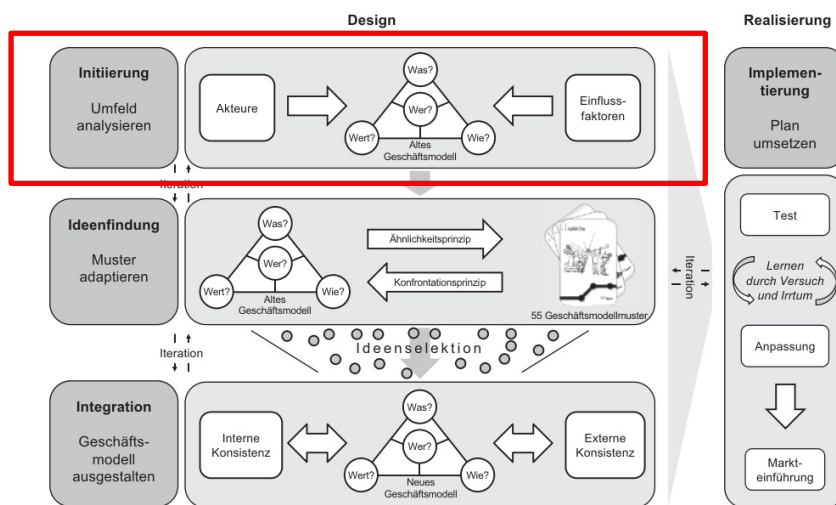 Design
Realisierung
Initiierung
Umfeld
analysieren
Akteure
Was?
Wer?
Wert?
Wie?
Altes
Geschäftsmodell
Einfluss-
faktoren
Implemen-
tierung
Plan
umsetzen
Iteration
Ideenfindung
Muster
adaptieren
Was?
Wer?
Wert?
Wie?
Altes
Geschäftsmodell
Ähnlichkeitsprinzip
Konfrontationsprinzip
Add-On
55 Geschäftsmodellmuster
Iteration
Test
Lernen
durch Versuch
und Irrtum
Anpassung
Markt-
einführung
Iteration
Ideenselektion
Integration
Geschäfts-
modell
ausgestalten
Interne
Konsistenz
Was?
Wer?
Wert?
Wie?
Neues
Geschäftsmodell
Externe
Konsistenz